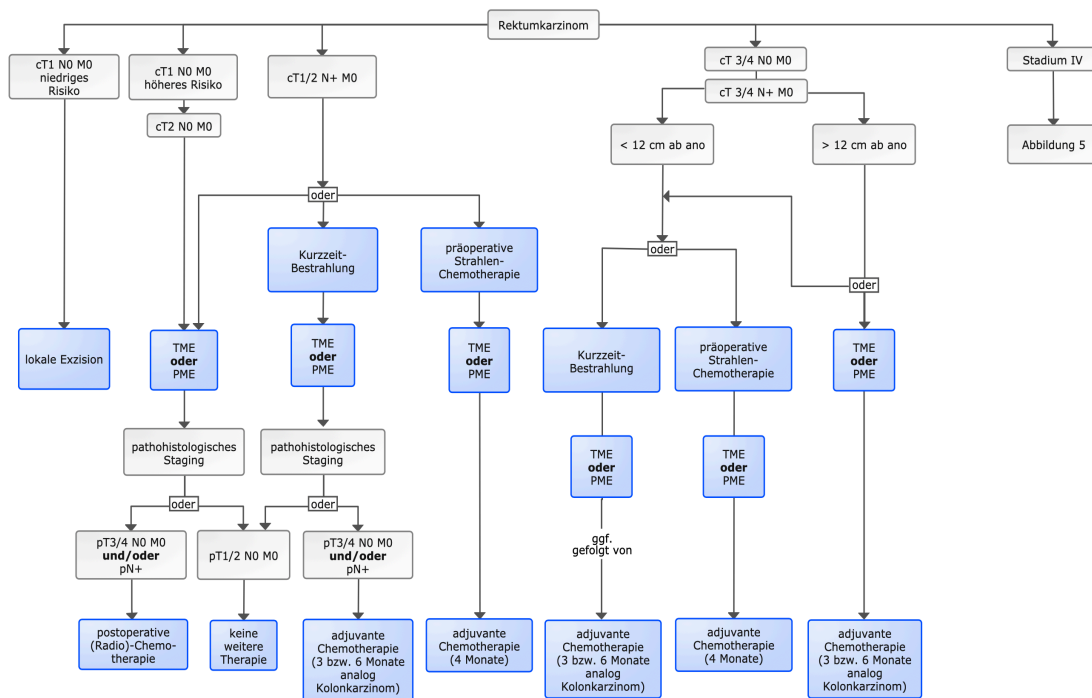 Rektumkarzinom
cT1 N0 M0
niedriges
Risiko
cT1 N0 M0
höheres Risiko
cT1/2 N+ M0
cT 3/4 N0 M0
Stadium IV
cT 3/4 N+ M0
cT2 N0 M0
< 12 cm ab ano
> 12 cm ab ano
Abbildung 5
oder
Kurzzeit-
Bestrahlung
präoperative
Strahlen-
Chemotherapie
oder
oder
lokale Exzision
TME
oder
PME
TME
oder
PME
TME
oder
PME
Kurzzeit-
Bestrahlung
präoperative
Strahlen-
Chemotherapie
TME
oder
PME
pathohistologisches
Staging
pathohistologisches
Staging
TME
oder
PME
TME
oder
PME
oder
oder
pT3/4 N0 M0
und/oder
pN+
pT1/2 N0 M0
pT3/4 N0 M0
und/oder
pN+
ggf.
gefolgt von
postoperative
(Radio)-Chemo-
therapie
keine
weitere
Therapie
adjuvante
Chemotherapie
(3 bzw. 6 Monate
analog
Kolonkarzinom)
adjuvante
Chemotherapie
(4 Monate)
adjuvante
Chemotherapie
(3 bzw. 6 Monate
analog
Kolonkarzinom)
adjuvante
Chemotherapie
(4 Monate)
adjuvante
Chemotherapie
(3 bzw. 6 Monate
analog
Kolonkarzinom)